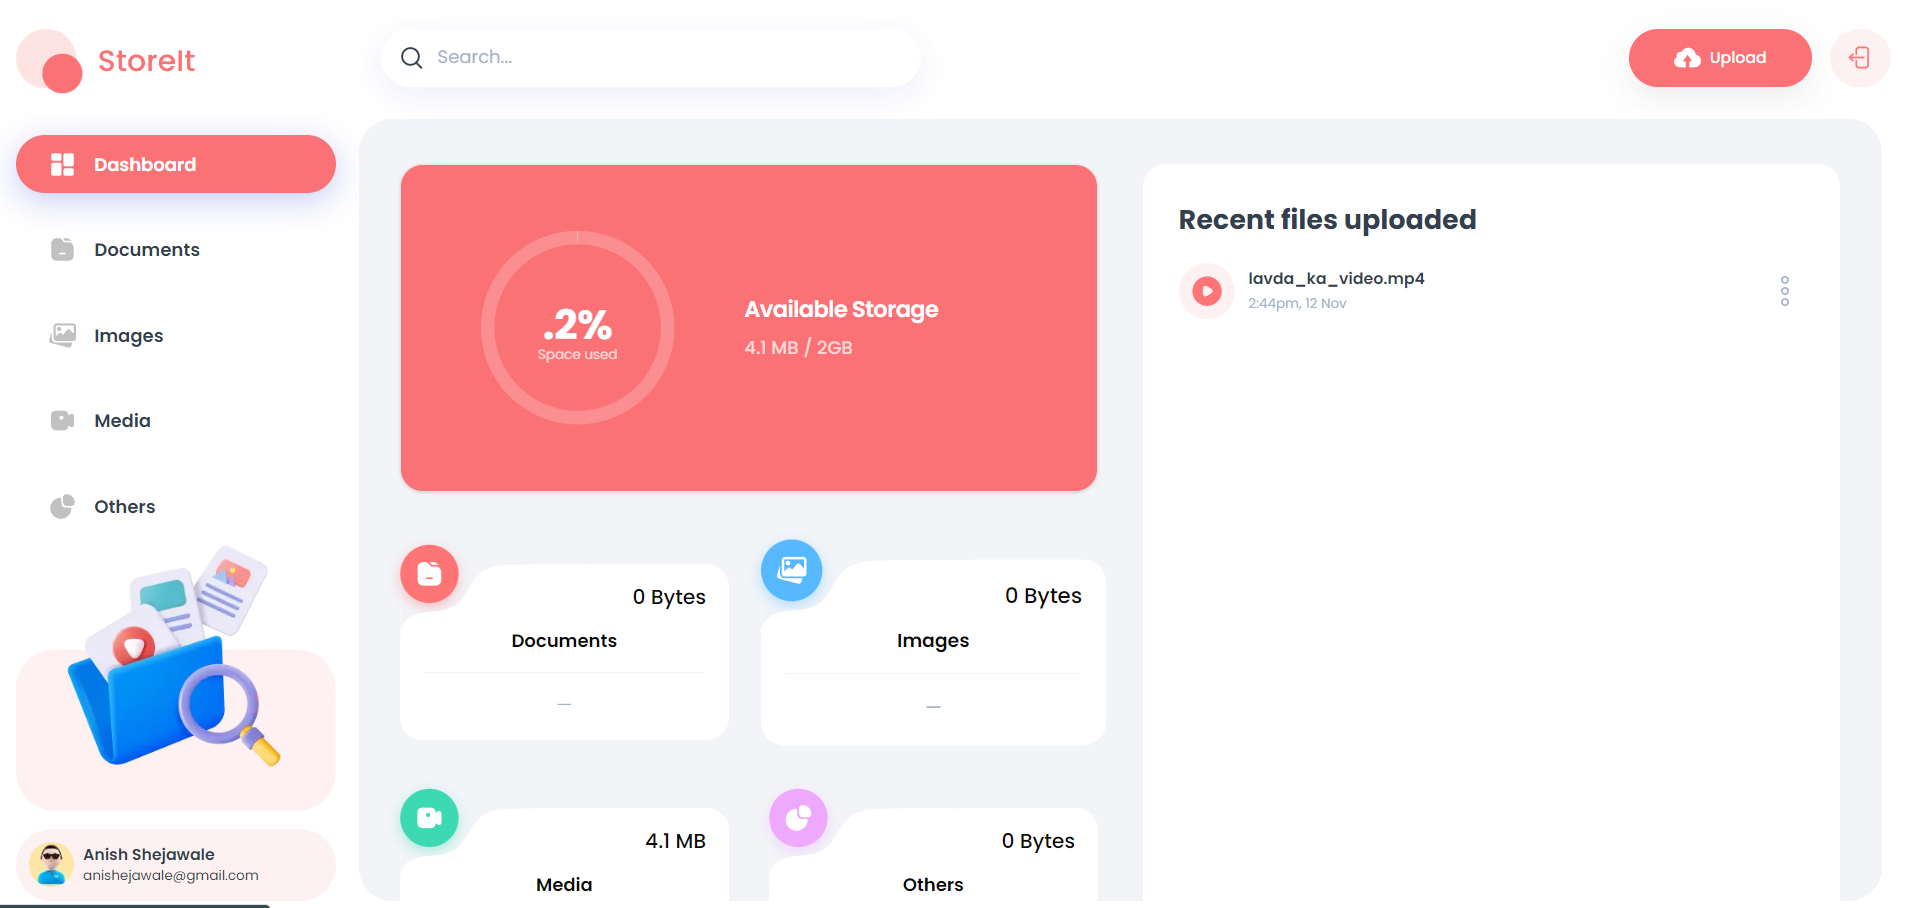 StoreIt
Search...
Upload
Dashboard
Documents
Images
Media
Others
Anish Shejawale
anishejawale@gmail.com
.2%
Space used
Available Storage
4.1 MB / 2GB
0 Bytes
Documents
—
0 Bytes
Images
—
4.1 MB
Media
0 Bytes
Others
Recent files uploaded
lavda_ka_video.mp4
2:44pm, 12 Nov